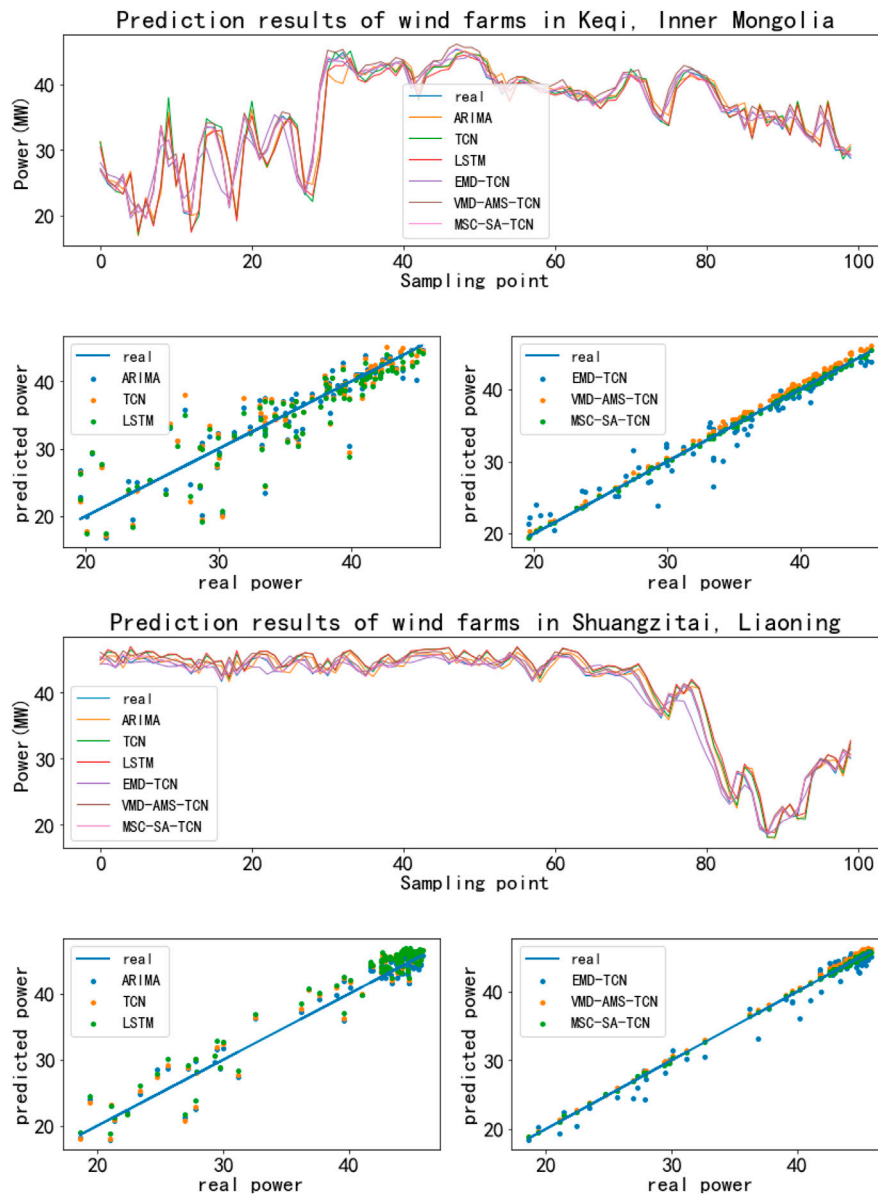 Prediction results of wind farms in Keqi, Inner Mongolia
Power(MW)
40
30
20
real
ARIMA
TCN
LSTM
EMD-TCN
VMD-AMS-TCN
MSC-SA-TCN
0 20 40 60 80 100
Sampling point
predicted power
40
30
20
real
ARIMA
TCN
LSTM
20 30 40
real power
predicted power
40
30
20
real
EMD-TCN
VMD-AMS-TCN
MSC-SA-TCN
20 30 40
real power
Prediction results of wind farms in Shuangzitai, Liaoning
Power(MW)
40
30
20
real
ARIMA
TCN
LSTM
EMD-TCN
VMD-AMS-TCN
MSC-SA-TCN
0 20 40 60 80 100
Sampling point
predicted power
40
30
20
real
ARIMA
TCN
LSTM
20 30 40
real power
predicted power
40
30
20
real
EMD-TCN
VMD-AMS-TCN
MSC-SA-TCN
20 30 40
real power